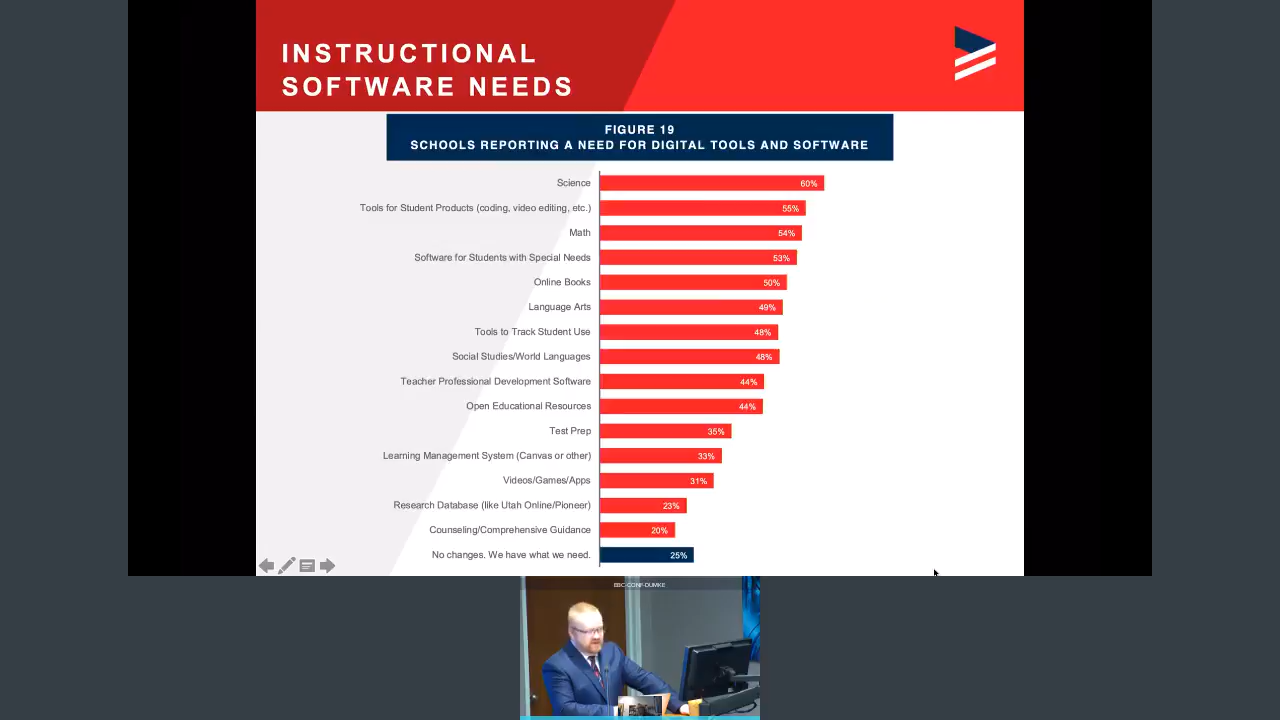 INSTRUCTIONAL
SOFTWARE NEEDS
FIGURE 19
SCHOOLS REPORTING A NEED FOR DIGITAL TOOLS AND SOFTWARE
Science 60%
Tools for Student Products (coding, video editing, etc.) 55%
Math 54%
Software for Students with Special Needs 53%
Online Books 50%
Language Arts 49%
Tools to Track Student Use 48%
Social Studies/World Languages 48%
Teacher Professional Development Software 44%
Open Educational Resources 44%
Test Prep 35%
Learning Management System (Canvas or other) 33%
Videos/Games/Apps 31%
Research Database (like Utah Online/Pioneer) 23%
Counseling/Comprehensive Guidance 20%
No changes. We have what we need. 25%
EBC-CONF-DUMKE